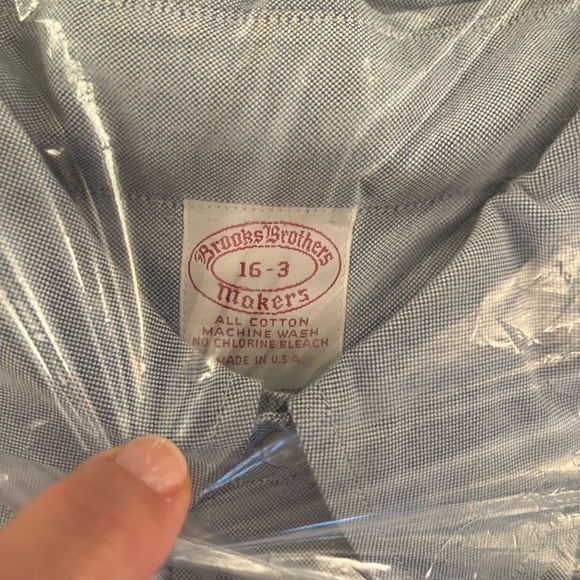 Brooks Brothers
16-3
Makers
ALL COTTON
MACHINE WASH
NO CHLORINE BLEACH
MADE IN U.S.A.